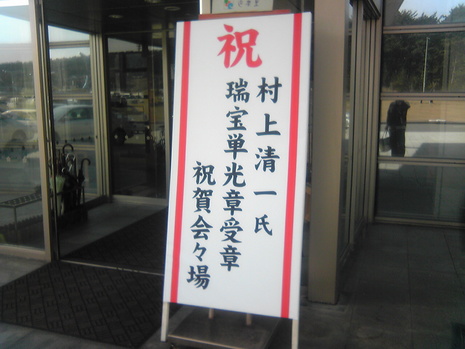 祝
村上清一氏
瑞宝単光章受章
祝賀会々場